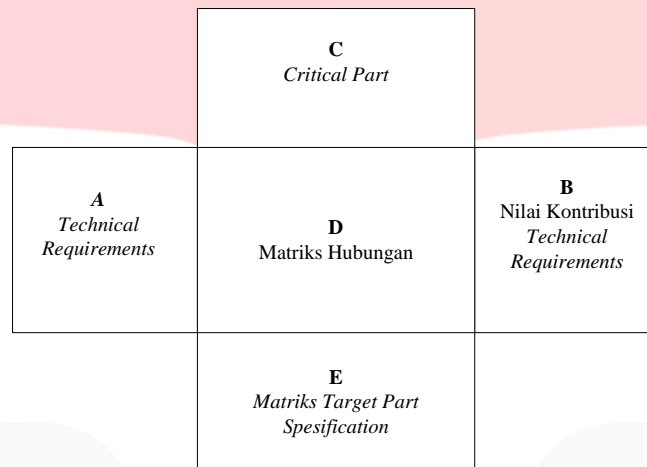 C
Critical Part
A
Technical
Requirements
D
Matriks Hubungan
B
Nilai Kontribusi
Technical
Requirements
E
Matriks Target Part
Spesification